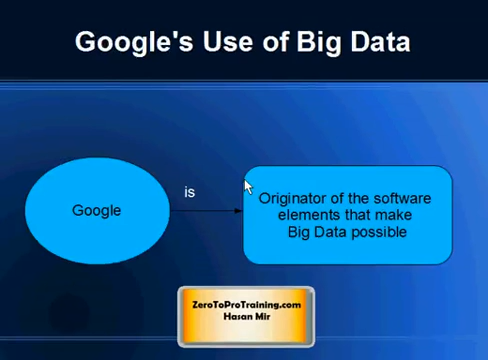 Google's Use of Big Data
Google
is
Originator of the software
elements that make
Big Data possible
ZeroToProTraining.com
Hasan Mir